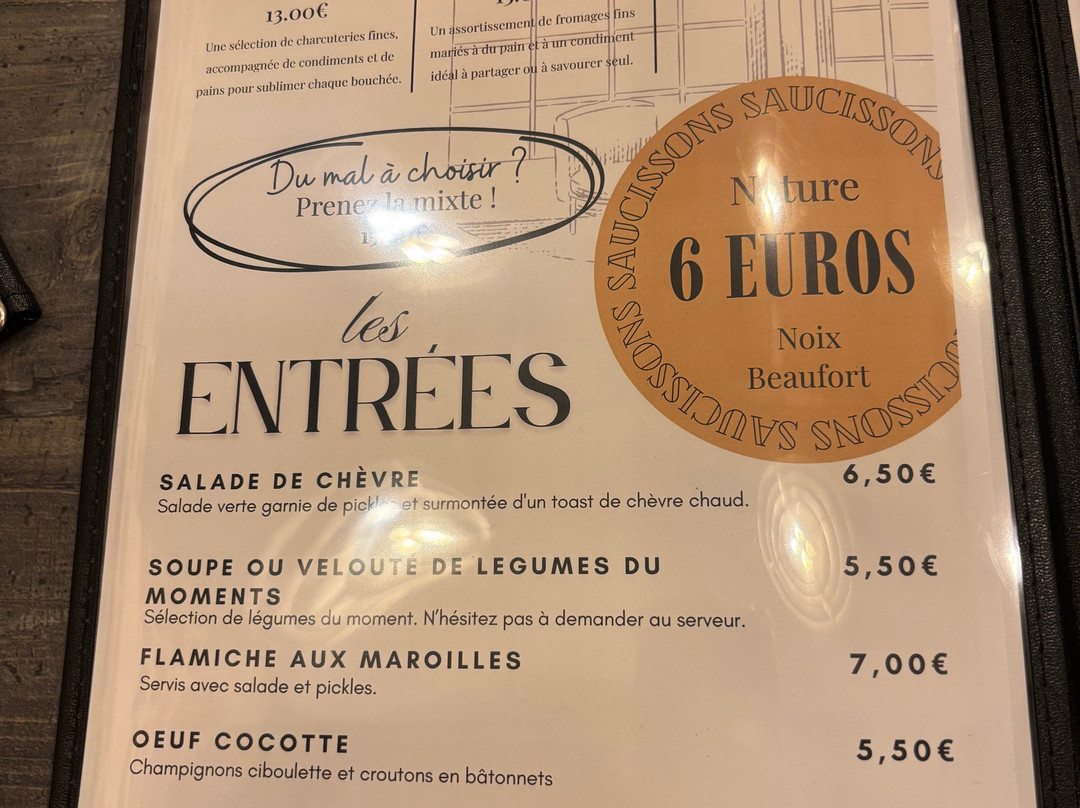 13.00€
Une sélection de charcuteries fines,
accompagnée de condiments et de
pains pour sublimer chaque bouchée.
Un assortissement de fromages fins
mariés à du pain et à un condiment
idéal à partager ou à savourer seul.
Du mal à choisir ?
Prenez la mixte !
SAUCISSONS SAUCISSONS SAUCISSONS SAUCISSONS SAUCISSONS
Nature
6 EUROS
Noix
Beaufort
les
ENTRÉES
SALADE DE CHÈVRE 6,50€
Salade verte garnie de pickles et surmontée d'un toast de chèvre chaud.
SOUPE OU VELOUTÉ DE LEGUMES DU 5,50€
MOMENTS
Sélection de légumes du moment. N'hésitez pas à demander au serveur.
FLAMICHE AUX MAROILLES 7,00€
Servis avec salade et pickles.
OEUF COCOTTE 5,50€
Champignons ciboulette et croutons en bâtonnets